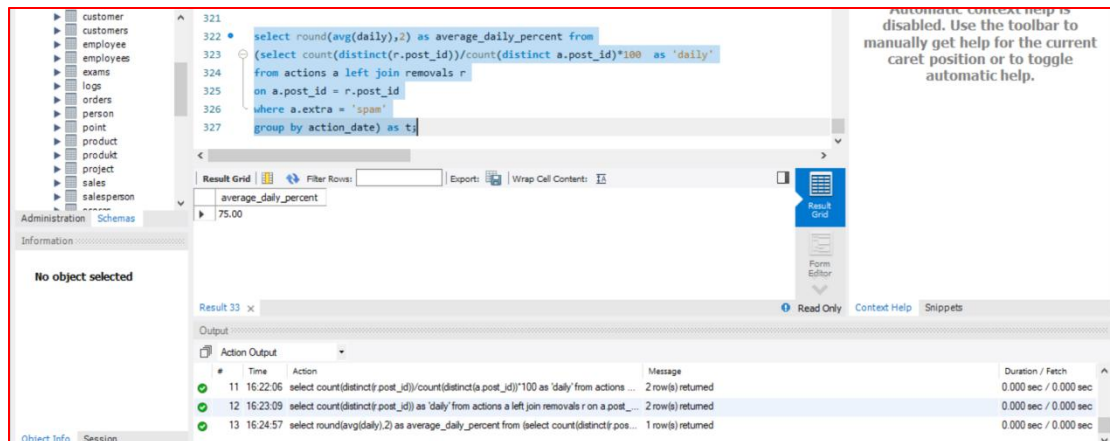 customer
customers
employee
employees
exams
logs
orders
person
point
product
produkt
project
sales
salesperson
Administration Schemas
Information
No object selected
Object Info Session
321
322 select round(avg(daily),2) as average_daily_percent from
323 (select count(distinct(r.post_id))/count(distinct a.post_id)*100 as 'daily'
324 from actions a left join removals r
325 on a.post_id = r.post_id
326 where a.extra = 'spam'
327 group by action_date) as t;
Result Grid Filter Rows: Export: Wrap Cell Content:
average_daily_percent
75.00
Result Grid
Form Editor
Result 33
Read Only
Automatic context help is
disabled. Use the toolbar to
manually get help for the current
caret position or to toggle
automatic help.
Context Help Snippets
Output
Action Output
# Time Action Message Duration / Fetch
11 16:22:06 select count(distinct(r.post_id))/count(distinct(a.post_id))*100 as 'daily' from actions ... 2 row(s) returned 0.000 sec / 0.000 sec
12 16:23:09 select count(distinct(r.post_id)) as 'daily' from actions a left join removals r on a.post_... 2 row(s) returned 0.000 sec / 0.000 sec
13 16:24:57 select round(avg(daily),2) as average_daily_percent from (select count(distinct(r.pos... 1 row(s) returned 0.000 sec / 0.000 sec